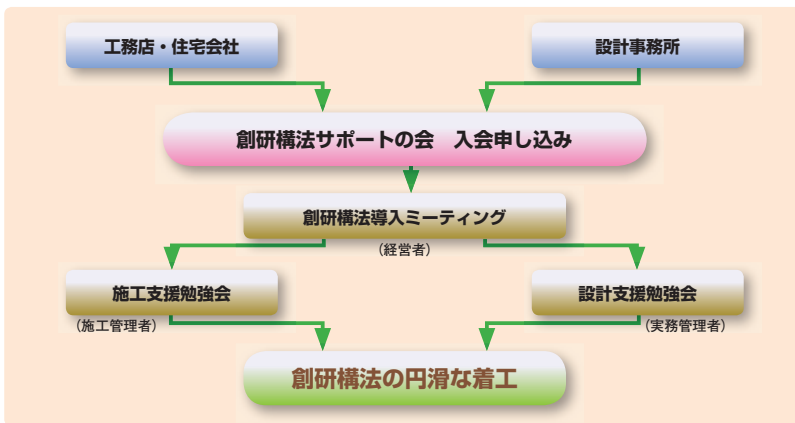 工務店・住宅会社
設計事務所
創研構法サポートの会　入会申し込み
創研構法導入ミーティング
（経営者）
施工支援勉強会
設計支援勉強会
（施工管理者）
（実務管理者）
創研構法の円滑な着工